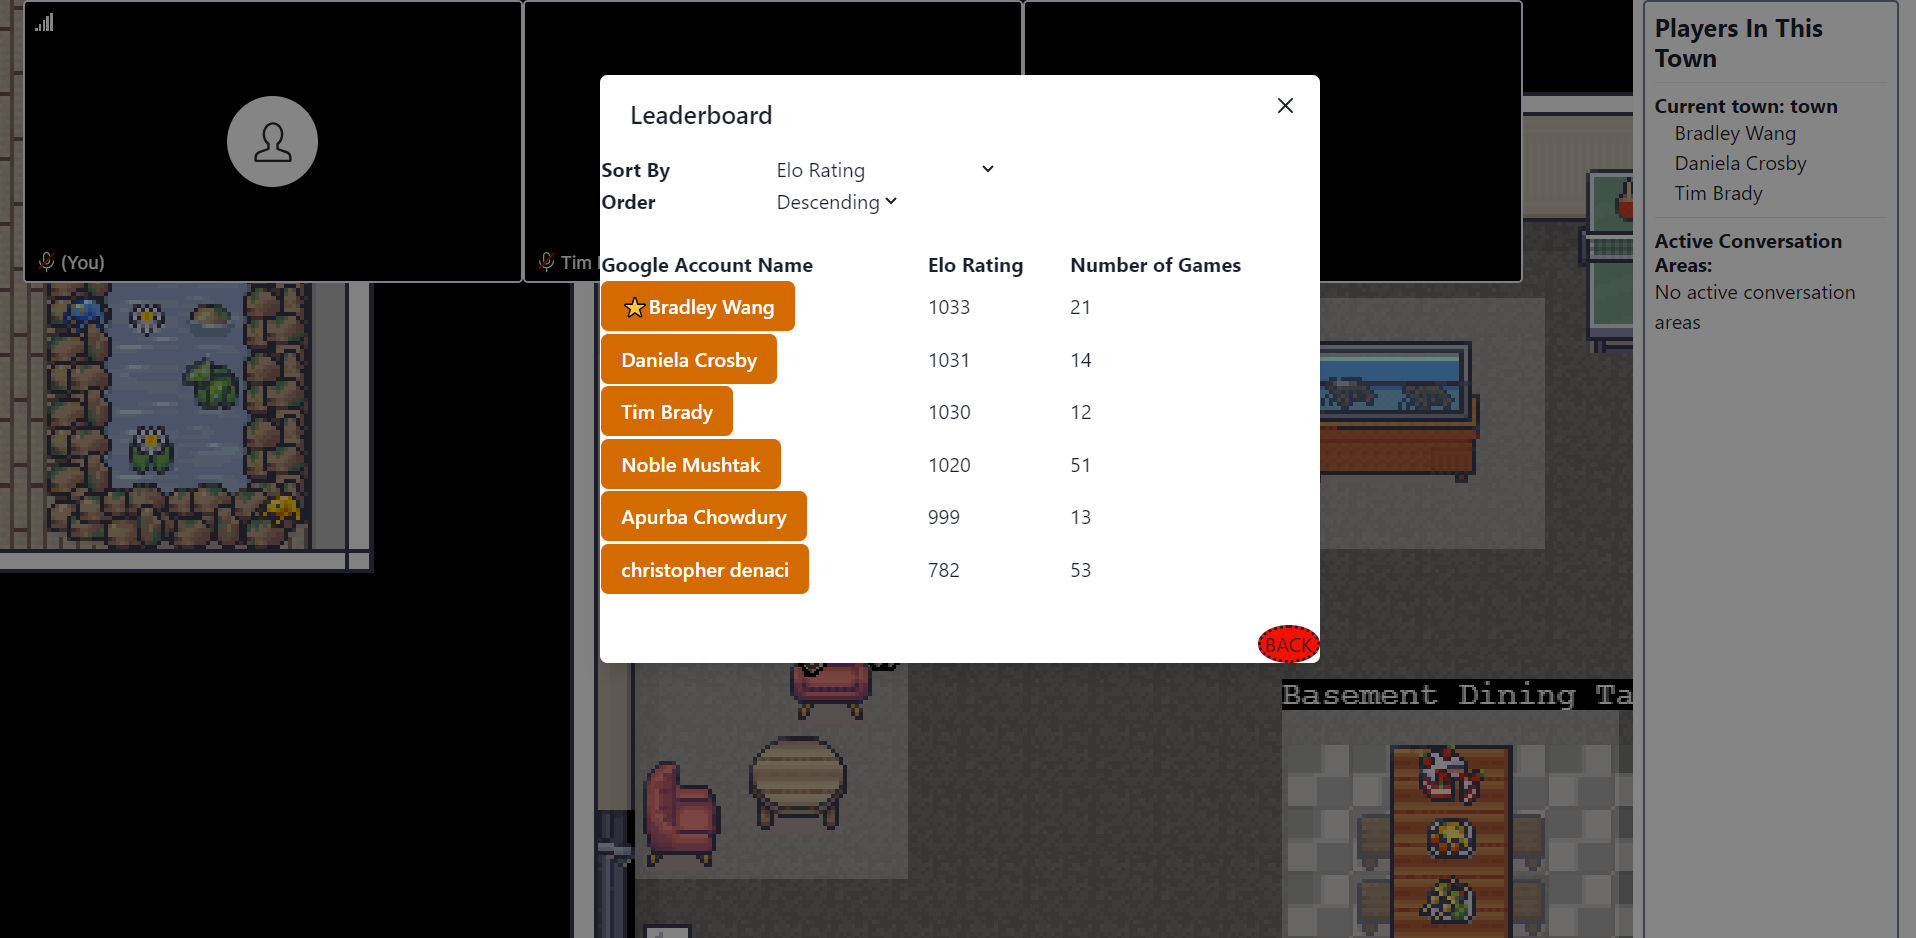 (You)
Tim
Leaderboard
Sort By Elo Rating
Order Descending
Google Account Name Elo Rating Number of Games
Bradley Wang 1033 21
Daniela Crosby 1031 14
Tim Brady 1030 12
Noble Mushtak 1020 51
Apurba Chowdury 999 13
christopher denaci 782 53
BACK
Basement Dining Ta
Players In This
Town
Current town: town
Bradley Wang
Daniela Crosby
Tim Brady
Active Conversation
Areas:
No active conversation
areas